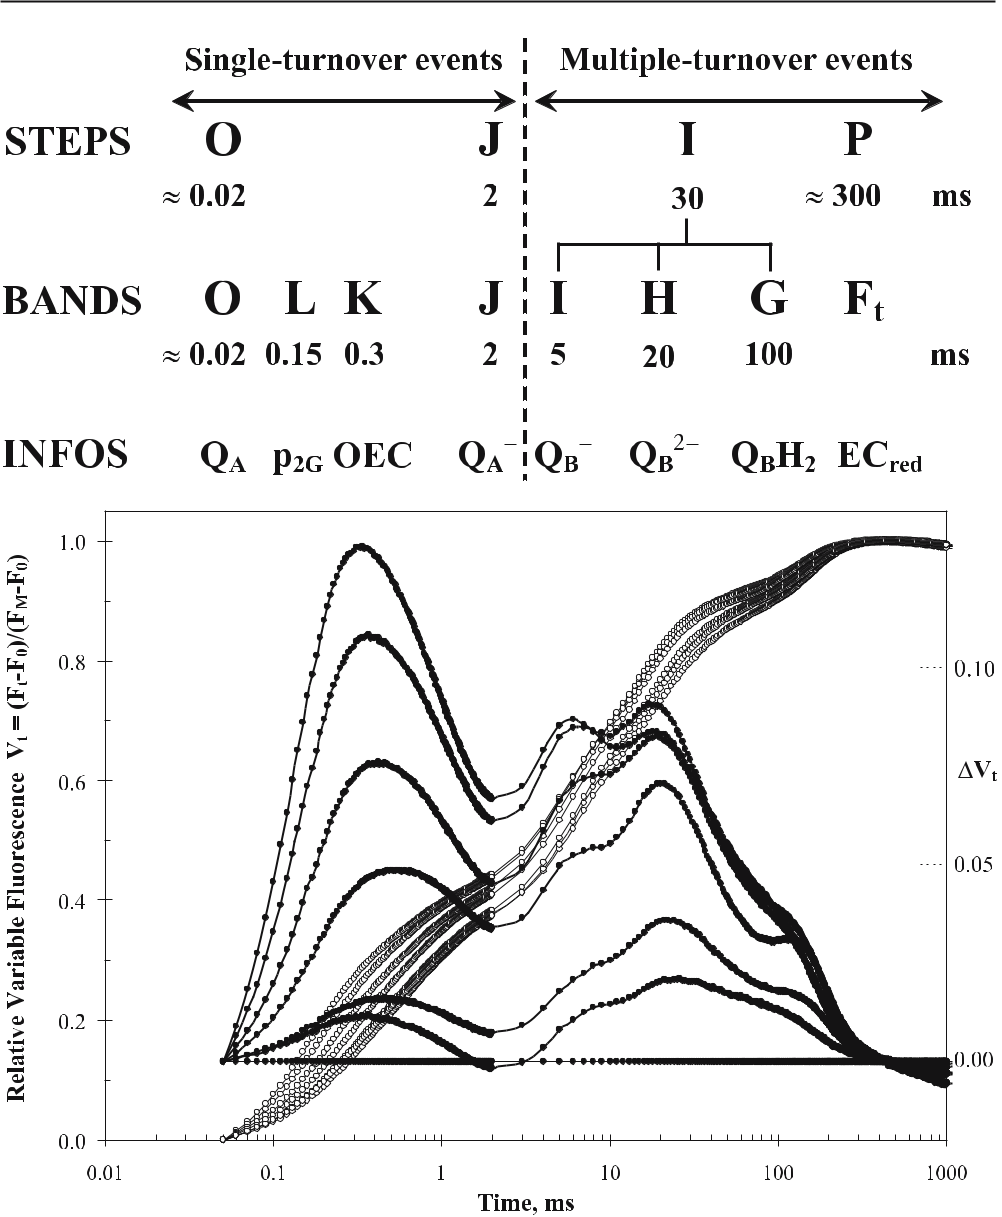 Single-turnover events Multiple-turnover events
STEPS O J I P
≈ 0.02 2 30 ≈ 300 ms
BANDS O L K J I H G Ft
≈ 0.02 0.15 0.3 2 5 20 100 ms
INFOS QA p2G OEC QA− QB− QB2− QBH2 ECred
Relative Variable Fluorescence Vt = (Ft-F0)/(FM-F0)
1.0
0.8
0.6
0.4
0.2
0.0
0.10
ΔVt
0.05
0.00
0.01 0.1 1 10 100 1000
Time, ms